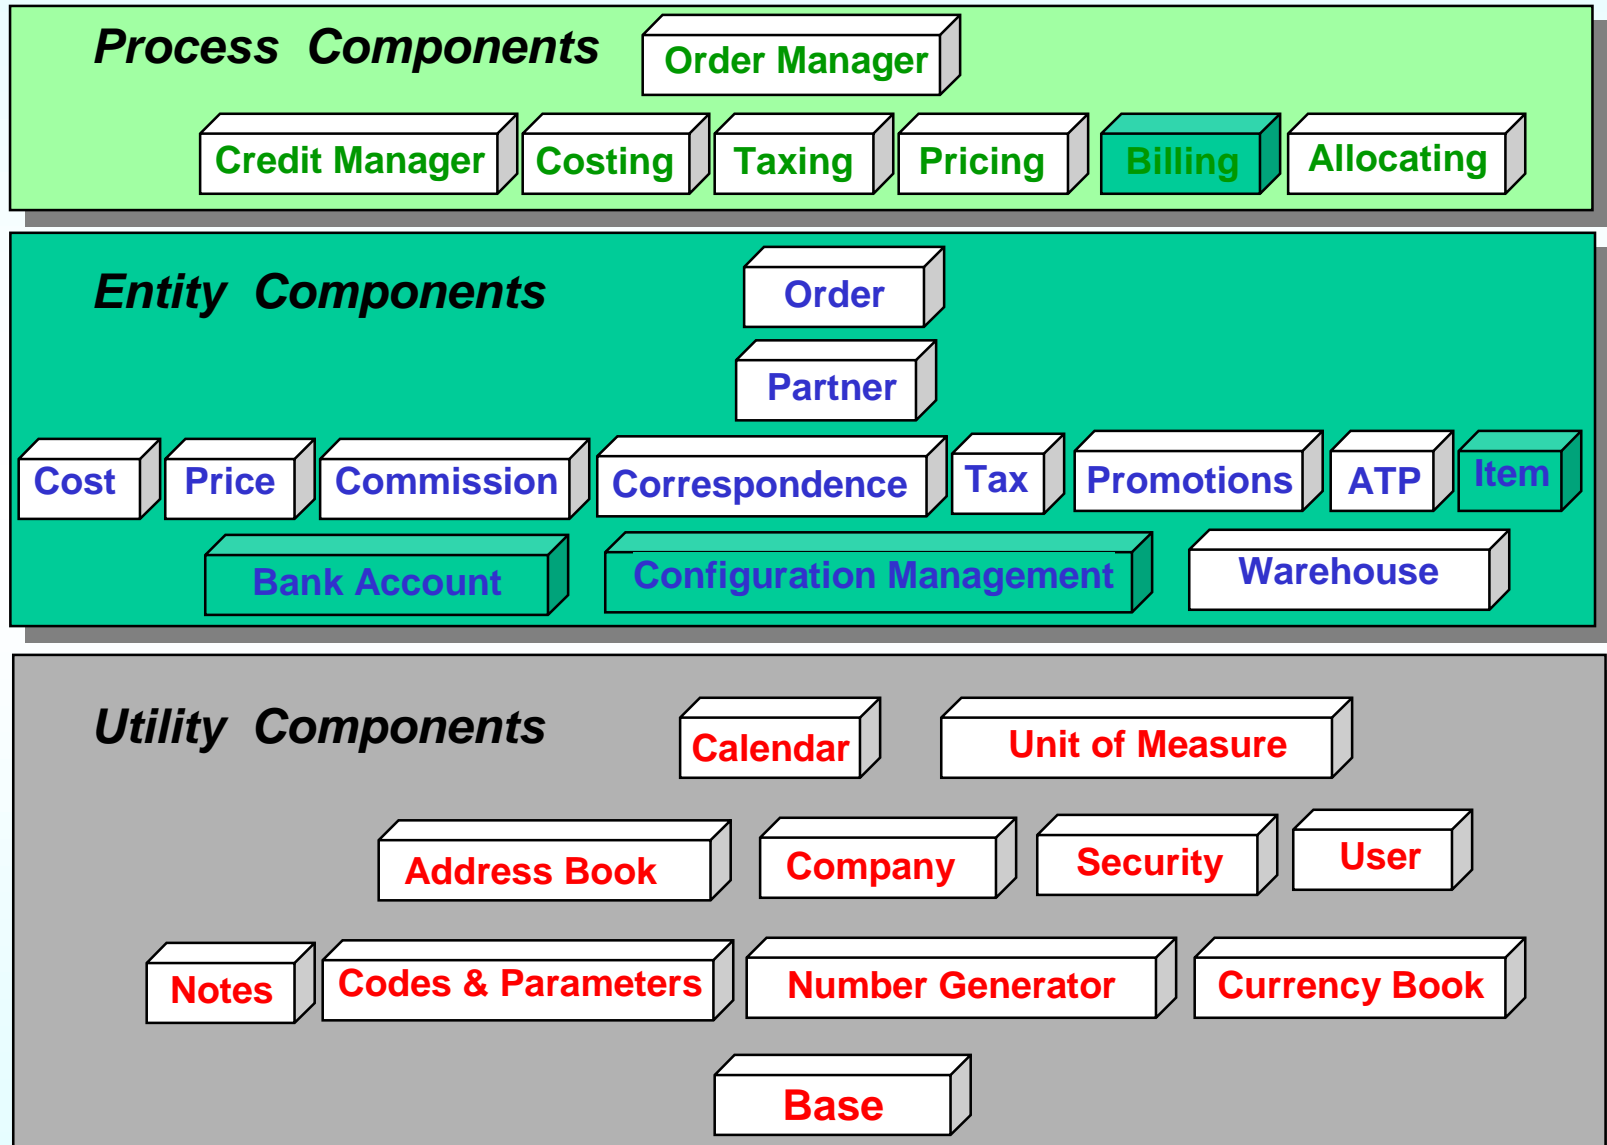 Process Components
Order Manager
Credit Manager
Costing
Taxing
Pricing
Billing
Allocating
Entity Components
Order
Partner
Cost
Price
Commission
Correspondence
Tax
Promotions
ATP
Item
Bank Account
Configuration Management
Warehouse
Utility Components
Calendar
Unit of Measure
Address Book
Company
Security
User
Notes
Codes & Parameters
Number Generator
Currency Book
Base